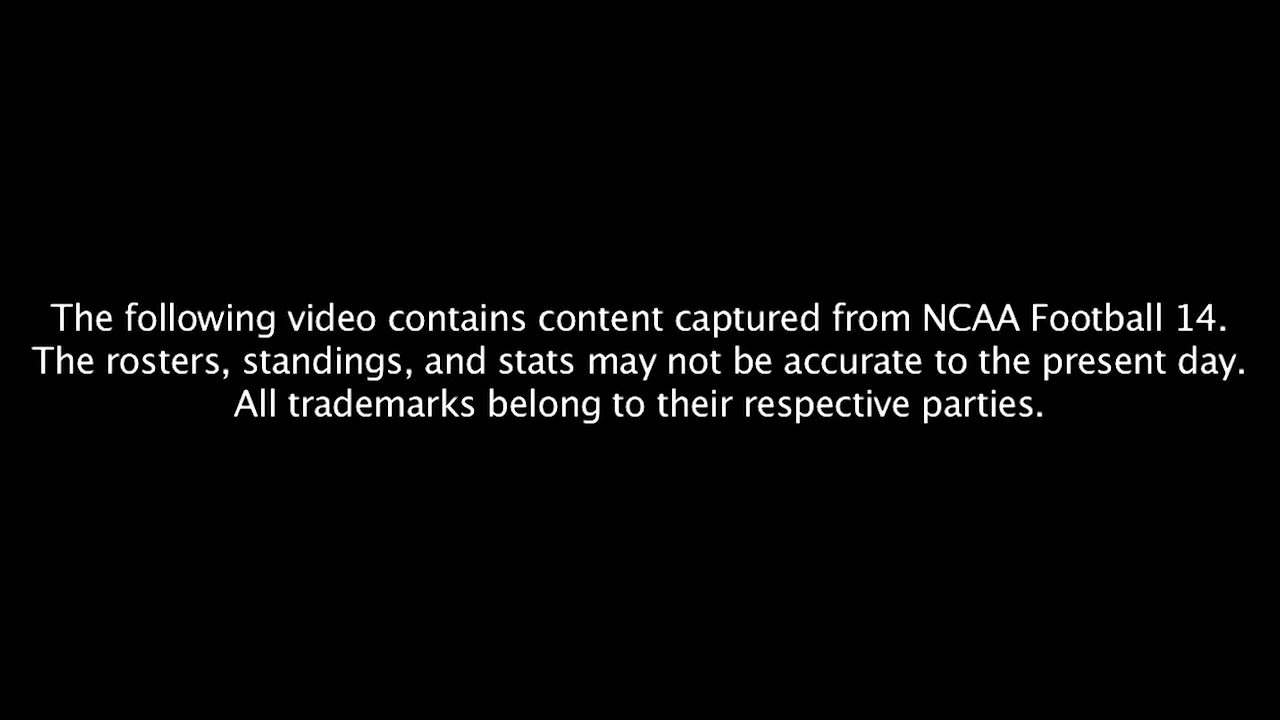 The following video contains content captured from NCAA Football 14.
The rosters, standings, and stats may not be accurate to the present day.
All trademarks belong to their respective parties.